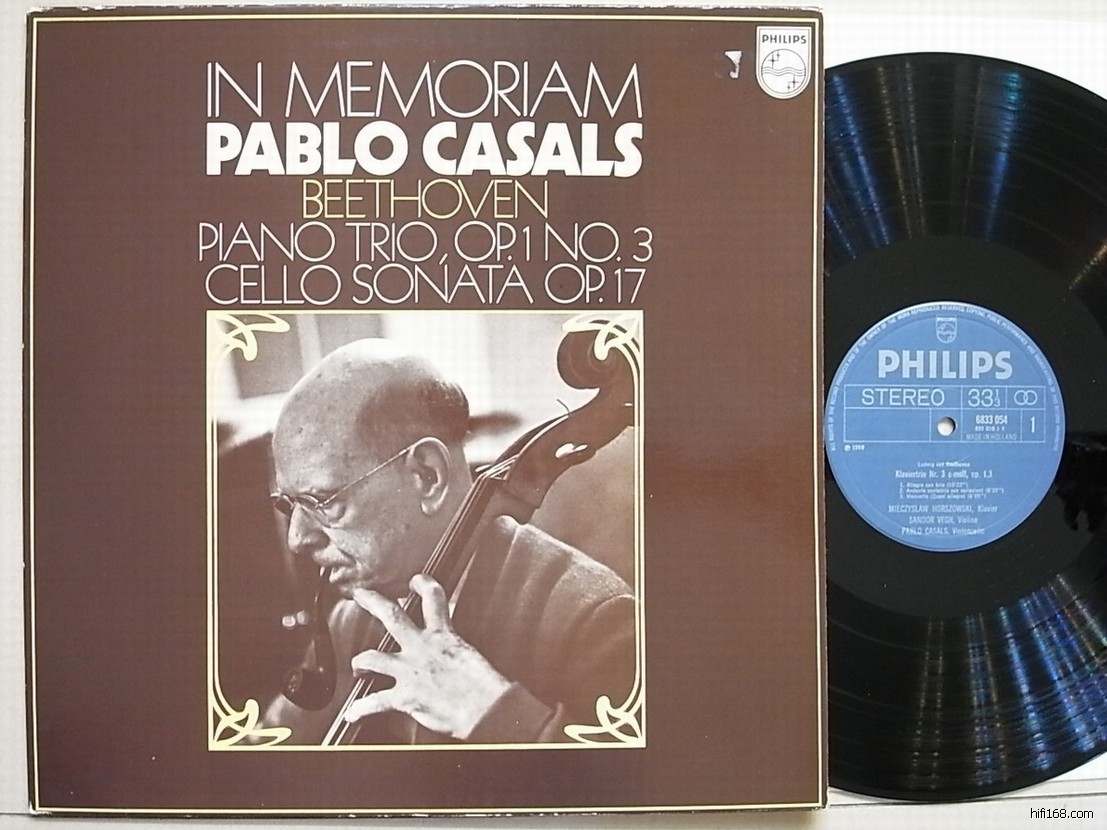 PHILIPS
IN MEMORIAM
PABLO CASALS
BEETHOVEN
PIANO TRIO, OP.1 NO. 3
CELLO SONATA OP. 17
PHILIPS
STEREO
33 1/3
6833 054
1
MADE IN HOLLAND
Ludwig van Beethoven
Klaviertrio Nr. 3 c-moll, op. 1,3
MIECZYSLAW HORSZOWSKI, Klavier
SANDOR VEGH, Violine
PABLO CASALS, Violoncello
hifi168.com